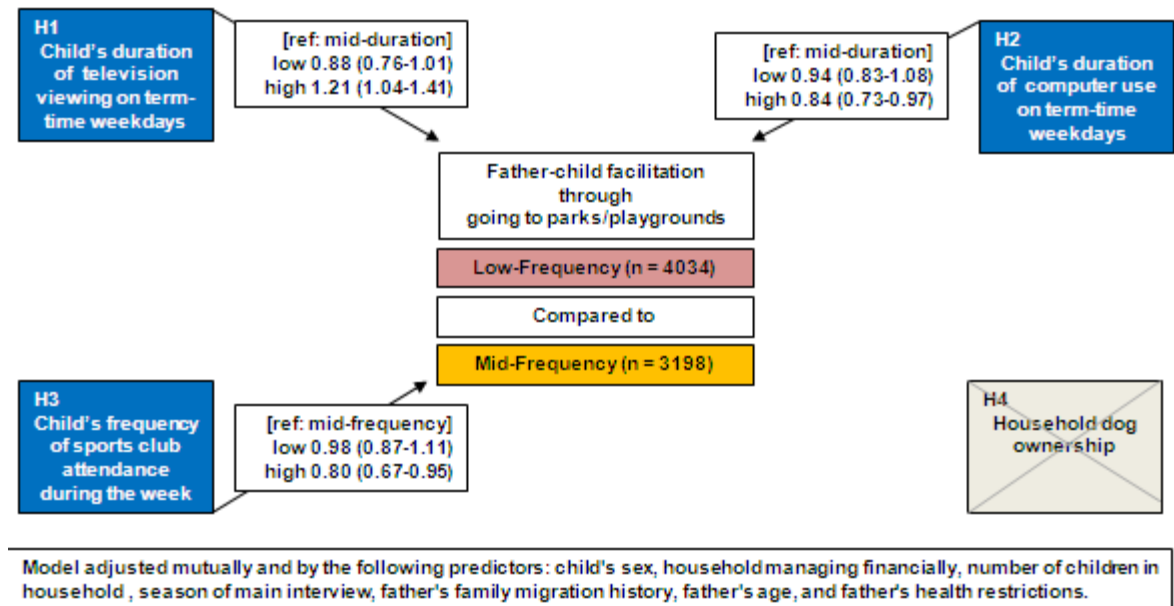 H1
Child's duration
of television
viewing on term-
time weekdays
[ref: mid-duration]
low 0.88 (0.76-1.01)
high 1.21 (1.04-1.41)
[ref: mid-duration]
low 0.94 (0.83-1.08)
high 0.84 (0.73-0.97)
H2
Child's duration
of computer use
on term-time
weekdays
Father-child facilitation
through
going to parks/playgrounds
Low-Frequency (n = 4034)
Compared to
Mid-Frequency (n = 3198)
H3
Child's frequency
of sports club
attendance
during the week
[ref: mid-frequency]
low 0.98 (0.87-1.11)
high 0.80 (0.67-0.95)
H4
Household dog
ownership
Model adjusted mutually and by the following predictors: child's sex, household managing financially, number of children in
household , season of main interview, father's family migration history, father's age, and father's health restrictions.